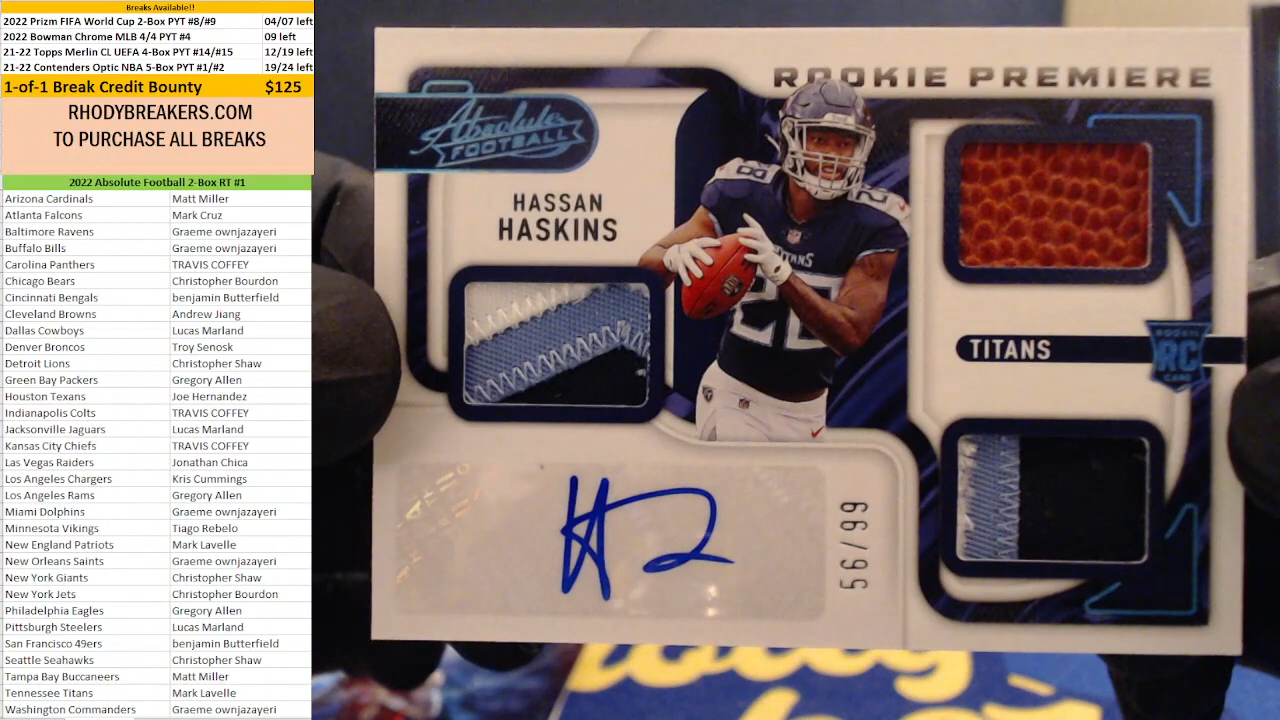 Breaks Available!!
2022 Prizm FIFA World Cup 2-Box PYT #8/#9 04/07 left
2022 Bowman Chrome MLB 4/4 PYT #4 09 left
21-22 Topps Merlin CL UEFA 4-Box PYT #14/#15 12/19 left
21-22 Contenders Optic NBA 5-Box PYT #1/#2 19/24 left
1-of-1 Break Credit Bounty $125
RHODYBREAKERS.COM
TO PURCHASE ALL BREAKS
2022 Absolute Football 2-Box RT #1
Arizona Cardinals Matt Miller
Atlanta Falcons Mark Cruz
Baltimore Ravens Graeme ownjazayeri
Buffalo Bills Graeme ownjazayeri
Carolina Panthers TRAVIS COFFEY
Chicago Bears Christopher Bourdon
Cincinnati Bengals benjamin Butterfield
Cleveland Browns Andrew Jiang
Dallas Cowboys Lucas Marland
Denver Broncos Troy Senosk
Detroit Lions Christopher Shaw
Green Bay Packers Gregory Allen
Houston Texans Joe Hernandez
Indianapolis Colts TRAVIS COFFEY
Jacksonville Jaguars Lucas Marland
Kansas City Chiefs TRAVIS COFFEY
Las Vegas Raiders Jonathan Chica
Los Angeles Chargers Kris Cummings
Los Angeles Rams Gregory Allen
Miami Dolphins Graeme ownjazayeri
Minnesota Vikings Tiago Rebelo
New England Patriots Mark Lavelle
New Orleans Saints Graeme ownjazayeri
New York Giants Christopher Shaw
New York Jets Christopher Bourdon
Philadelphia Eagles Gregory Allen
Pittsburgh Steelers Lucas Marland
San Francisco 49ers benjamin Butterfield
Seattle Seahawks Christopher Shaw
Tampa Bay Buccaneers Matt Miller
Tennessee Titans Mark Lavelle
Washington Commanders Graeme ownjazayeri
ROOKIE PREMIERE
Absolute
FOOTBALL
HASSAN
HASKINS
28
TITANS
28
TITANS
ROOKIE
RC
CARD
56/99